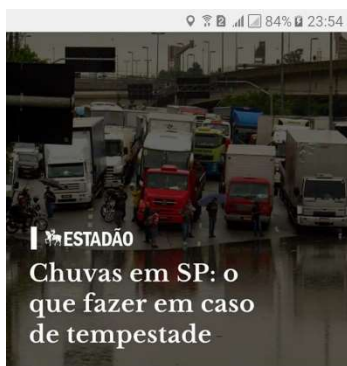 84% 23:54
ESTADÃO
Chuvas em SP: o
que fazer em caso
de tempestade